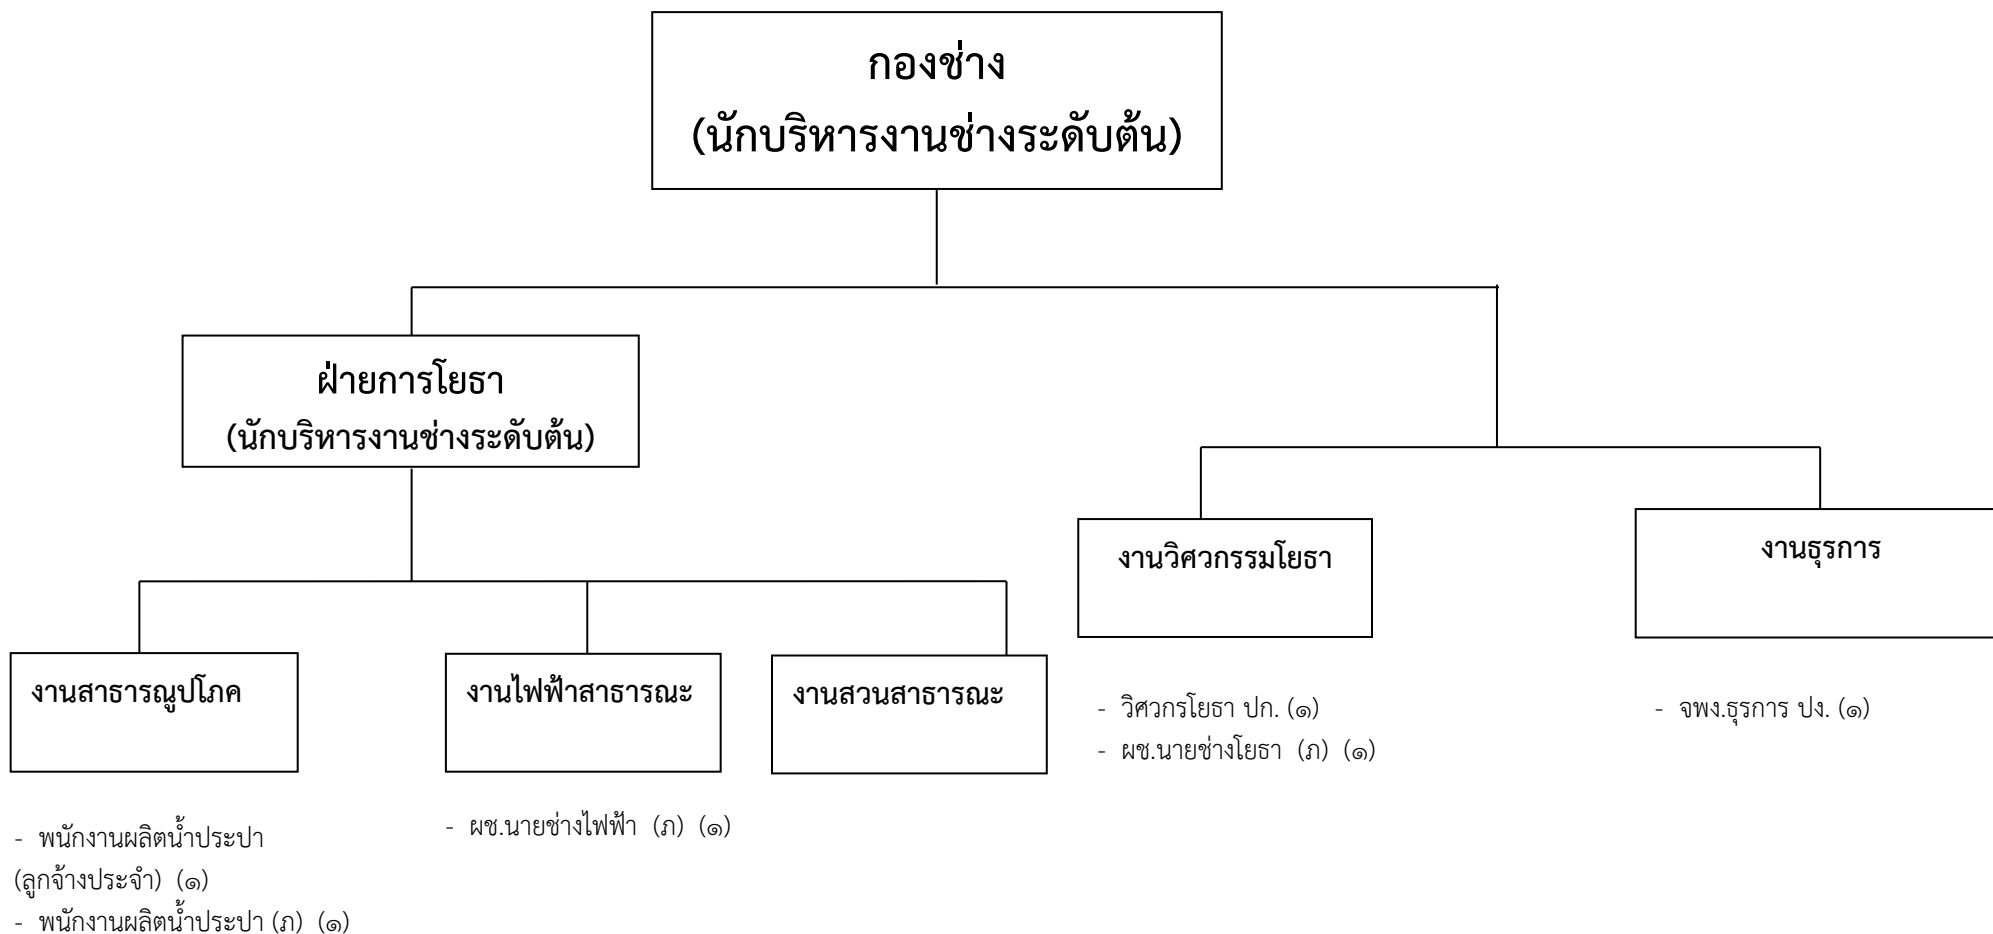 กองช่าง
(นักบริหารงานช่างระดับต้น)
ฝ่ายการโยธา
(นักบริหารงานช่างระดับต้น)
งานวิศวกรรมโยธา
งานธุรการ
งานสาธารณูปโภค
งานไฟฟ้าสาธารณะ
งานสวนสาธารณะ
- วิศวกรโยธา ปก. (๑)
- ผช.นายช่างโยธา (ภ) (๑)
- จพง.ธุรการ ปง. (๑)
- พนักงานผลิตน้ำประปา
(ลูกจ้างประจำ) (๑)
- พนักงานผลิตน้ำประปา (ภ) (๑)
- ผช.นายช่างไฟฟ้า (ภ) (๑)